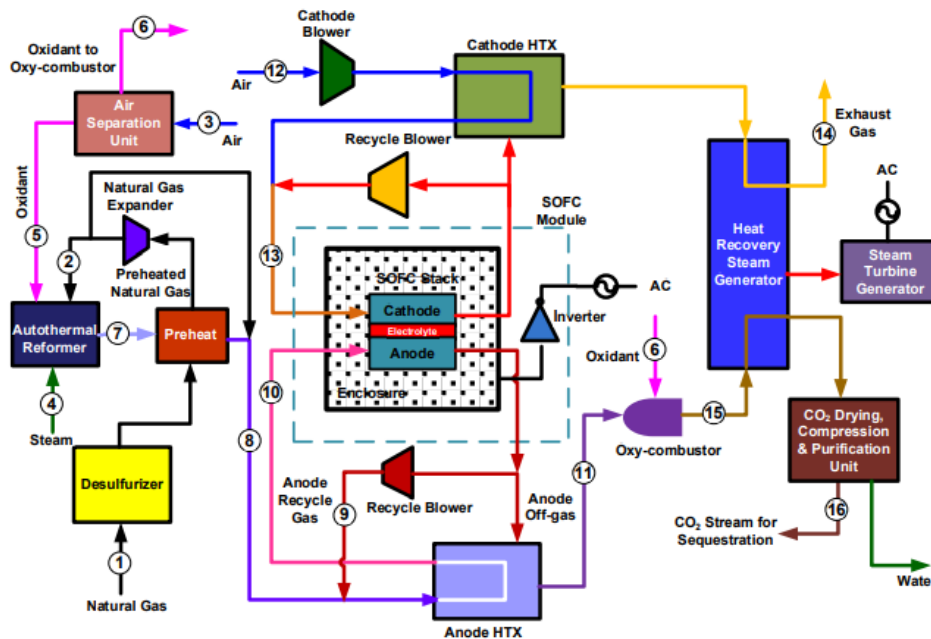 6
Oxidant to
Oxy-combustor
Air
Separation
Unit
3
Air
Oxidant
5
Natural Gas
Expander
2
Preheated
Natural Gas
Autothermal
Reformer
7
Preheat
4
Steam
Desulfurizer
1
Natural Gas
8
Cathode
Blower
12
Air
Cathode HTX
Recycle Blower
13
SOFC
Module
SOFC Stack
Cathode
Electrolyte
Anode
Enclosure
10
Inverter
AC
Anode
Recycle
Gas
9
Recycle Blower
Anode
Off-gas
11
Anode HTX
6
Oxidant
Oxy-combustor
15
Heat
Recovery
Steam
Generator
14
Exhaust
Gas
AC
Steam
Turbine
Generator
CO2 Drying,
Compression
& Purification
Unit
16
CO2 Stream for
Sequestration
Water